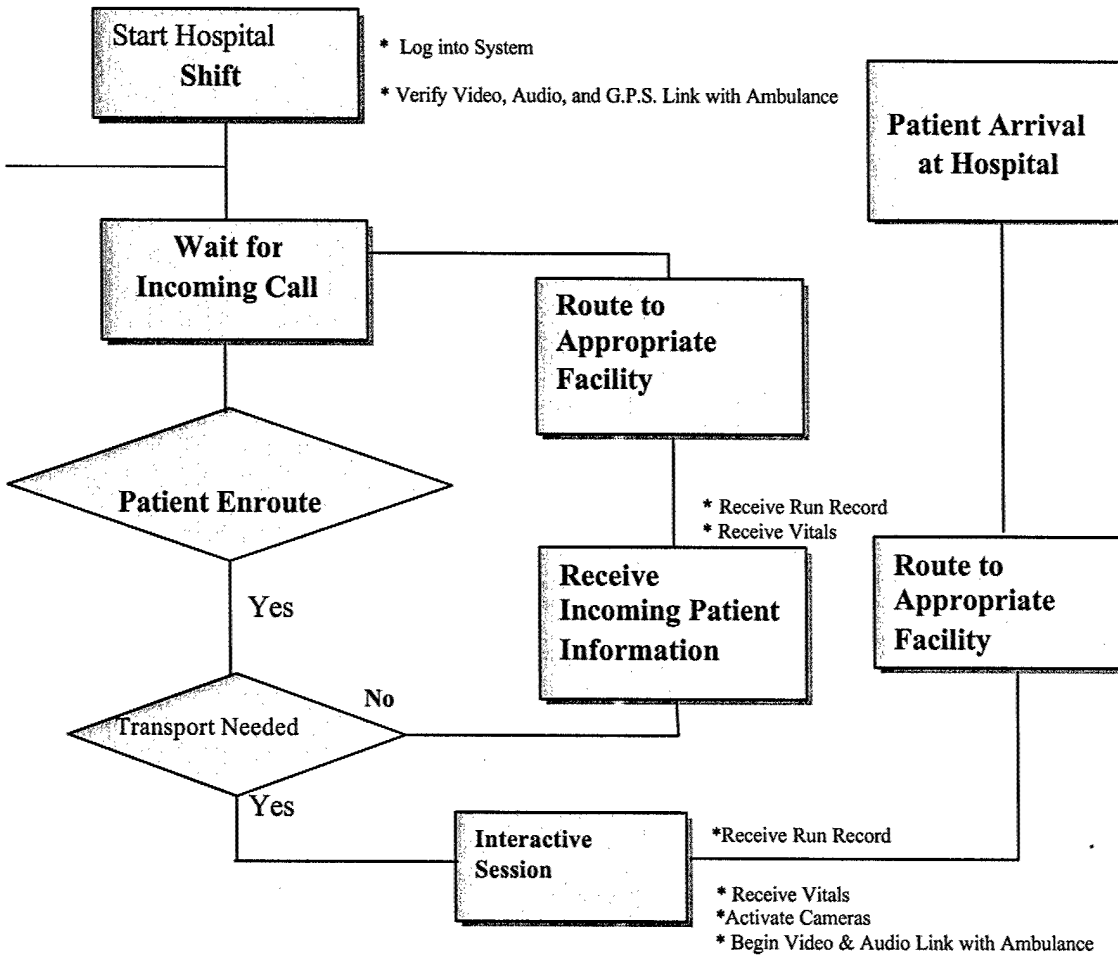 Start Hospital
Shift
* Log into System
* Verify Video, Audio, and G.P.S. Link with Ambulance
Patient Arrival
at Hospital
Wait for
Incoming Call
Route to
Appropriate
Facility
Patient Enroute
* Receive Run Record
* Receive Vitals
Receive
Incoming Patient
Information
Route to
Appropriate
Facility
Yes
No
Transport Needed
Yes
Interactive
Session
*Receive Run Record
* Receive Vitals
*Activate Cameras
* Begin Video & Audio Link with Ambulance